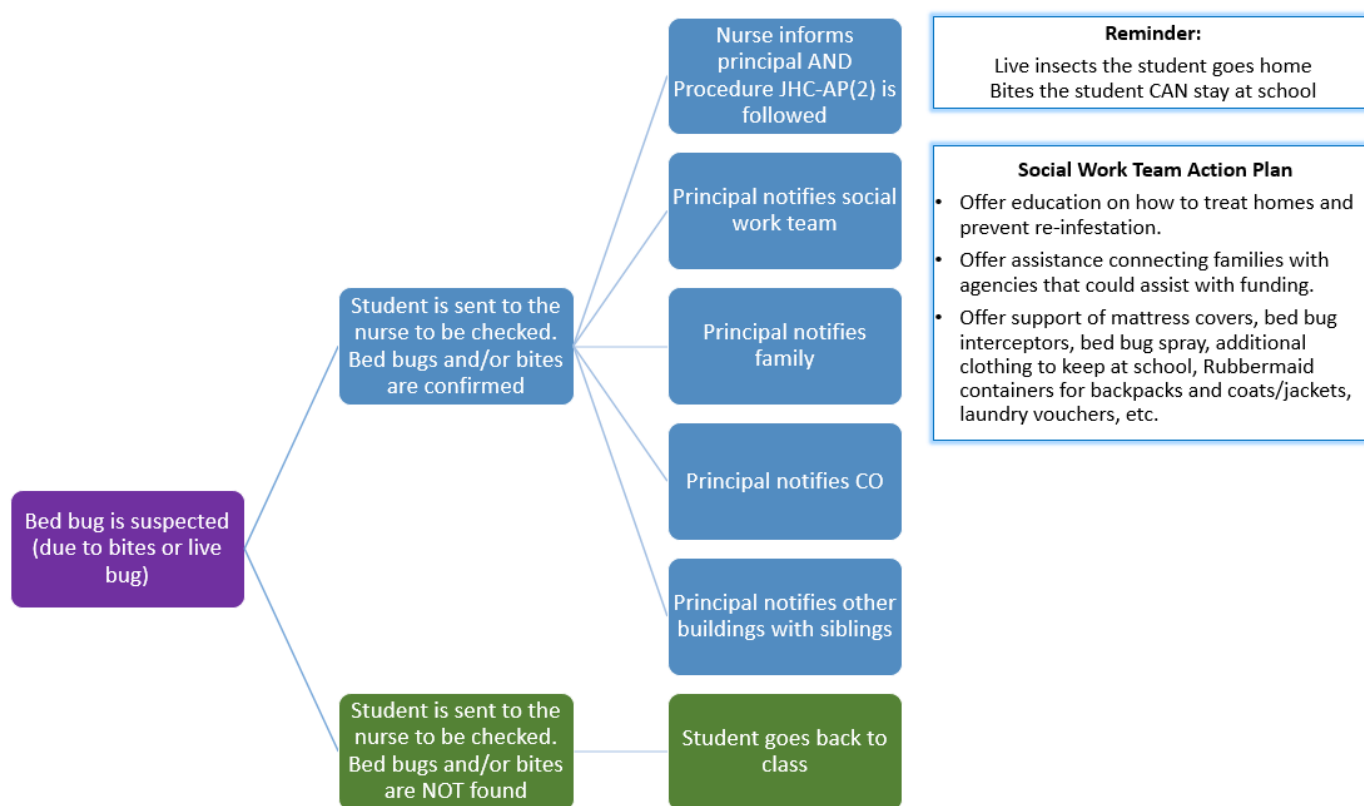 Bed bug is suspected
(due to bites or live
bug)
Student is sent to the
nurse to be checked.
Bed bugs and/or bites
are confirmed
Nurse informs
principal AND
Procedure JHC-AP(2) is
followed
Principal notifies social
work team
Principal notifies
family
Principal notifies CO
Principal notifies other
buildings with siblings
Student is sent to the
nurse to be checked.
Bed bugs and/or bites
are NOT found
Student goes back to
class
Reminder:
Live insects the student goes home
Bites the student CAN stay at school
Social Work Team Action Plan
• Offer education on how to treat homes and
prevent re-infestation.
• Offer assistance connecting families with
agencies that could assist with funding.
• Offer support of mattress covers, bed bug
interceptors, bed bug spray, additional
clothing to keep at school, Rubbermaid
containers for backpacks and coats/jackets,
laundry vouchers, etc.